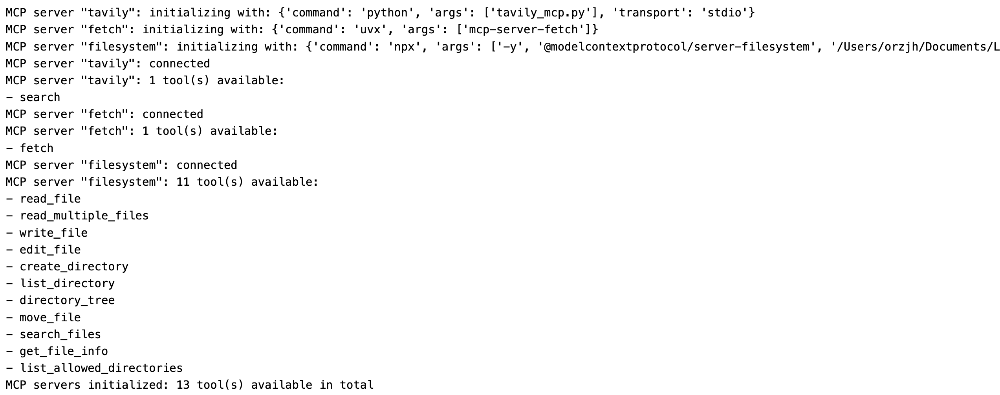 MCP server "tavily": initializing with: {'command': 'python', 'args': ['tavily_mcp.py'], 'transport': 'stdio'}
MCP server "fetch": initializing with: {'command': 'uvx', 'args': ['mcp-server-fetch']}
MCP server "filesystem": initializing with: {'command': 'npx', 'args': ['-y', '@modelcontextprotocol/server-filesystem', '/Users/orzjh/Documents/L
MCP server "tavily": connected
MCP server "tavily": 1 tool(s) available:
- search
MCP server "fetch": connected
MCP server "fetch": 1 tool(s) available:
- fetch
MCP server "filesystem": connected
MCP server "filesystem": 11 tool(s) available:
- read_file
- read_multiple_files
- write_file
- edit_file
- create_directory
- list_directory
- directory_tree
- move_file
- search_files
- get_file_info
- list_allowed_directories
MCP servers initialized: 13 tool(s) available in total